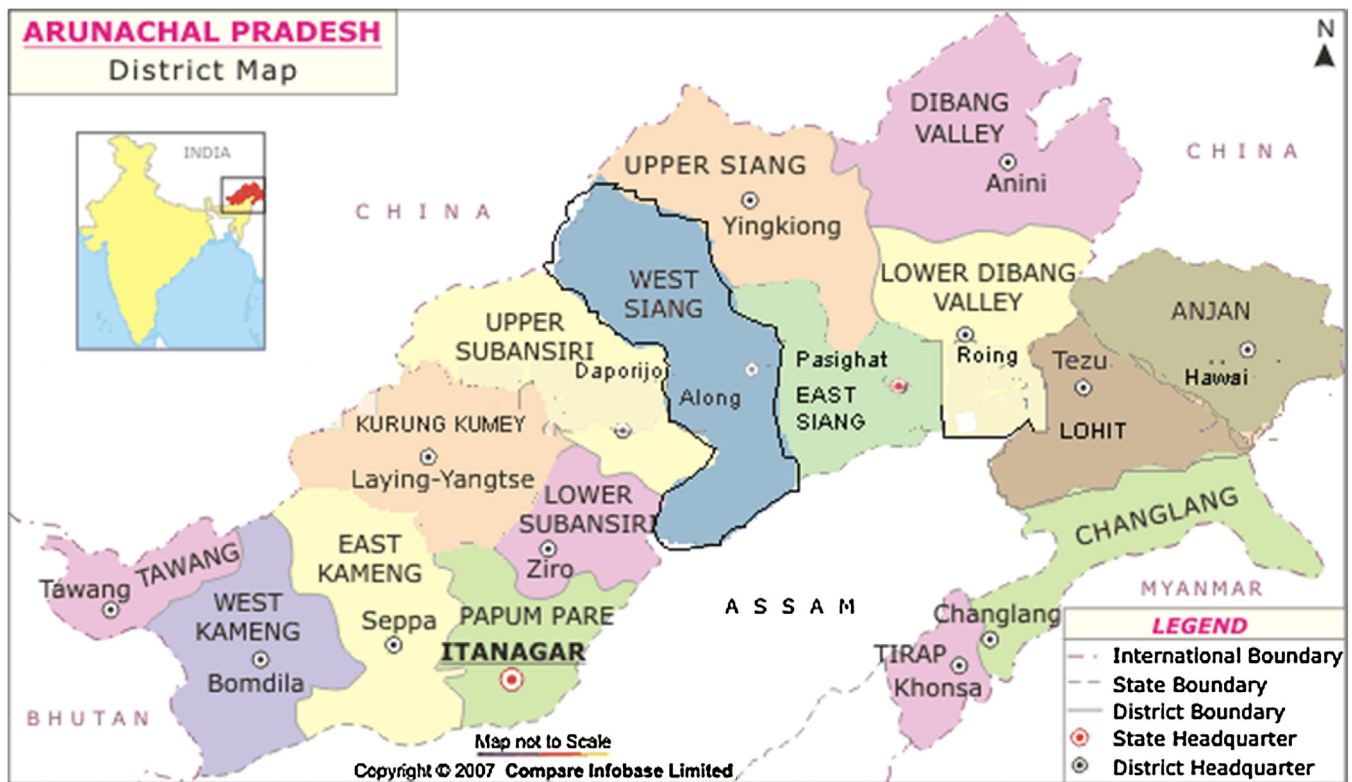 ARUNACHAL PRADESH
District Map
N
INDIA
CHINA
CHINA
DIBANG
VALLEY
Anini
UPPER SIANG
Yingkiong
WEST
SIANG
Along
LOWER DIBANG
VALLEY
Roing
ANJAN
Hawai
Tezu
LOHIT
UPPER
SUBANSIRI
Daporijo
Pasighat
EAST
SIANG
KURUNG KUMEY
Laying-Yangtse
LOWER
SUBANSIRI
Ziro
CHANGLANG
Changlang
EAST
KAMENG
Seppa
TAWANG
Tawang
WEST
KAMENG
Bomdila
PAPUM PARE
ITANAGAR
ASSAM
MYANMAR
TIRAP
Khonsa
BHUTAN
LEGEND
International Boundary
State Boundary
District Boundary
State Headquarter
District Headquarter
Map not to Scale
Copyright © 2007 Compare Infobase Limited